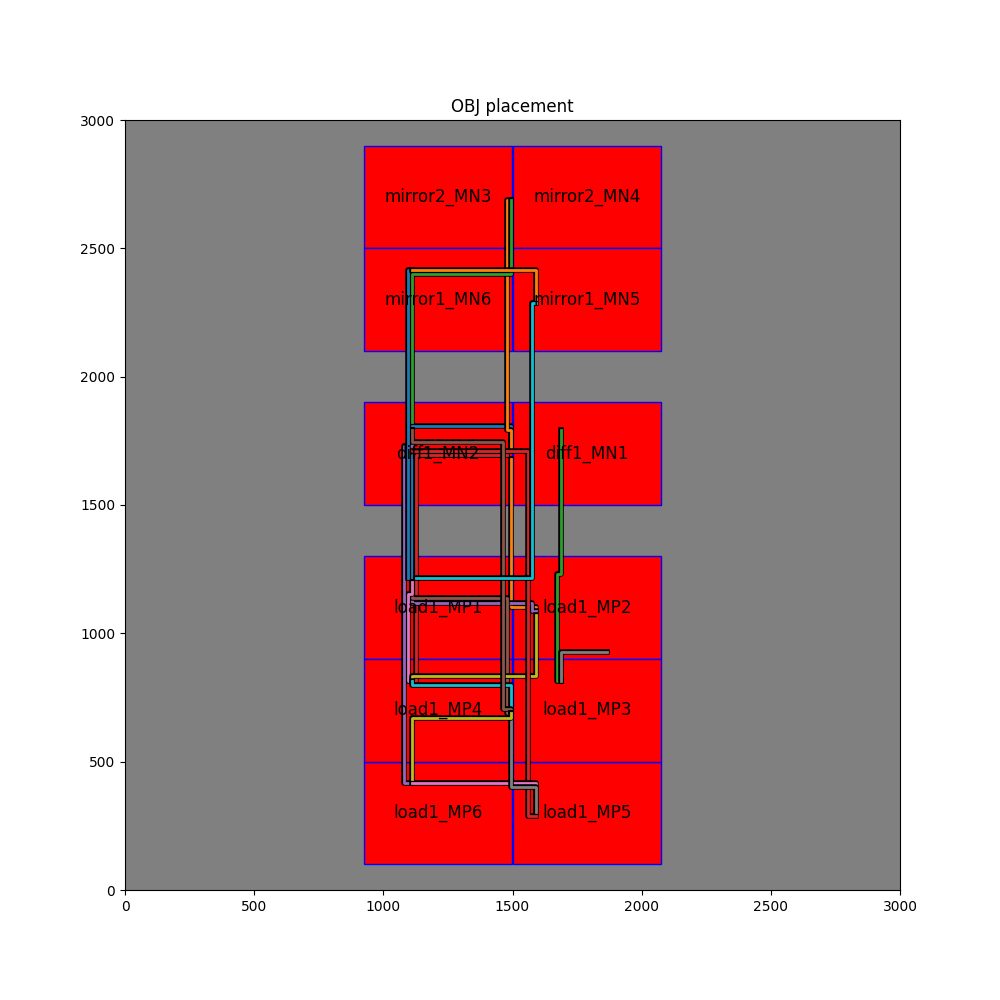 OBJ placement
3000
2500
2000
1500
1000
500
0
mirror2_MN3 mirror2_MN4
mirror1_MN6 mirror1_MN5
diff1_MN2 diff1_MN1
load1_MP1 load1_MP2
load1_MP4 load1_MP3
load1_MP6 load1_MP5
0 500 1000 1500 2000 2500 3000